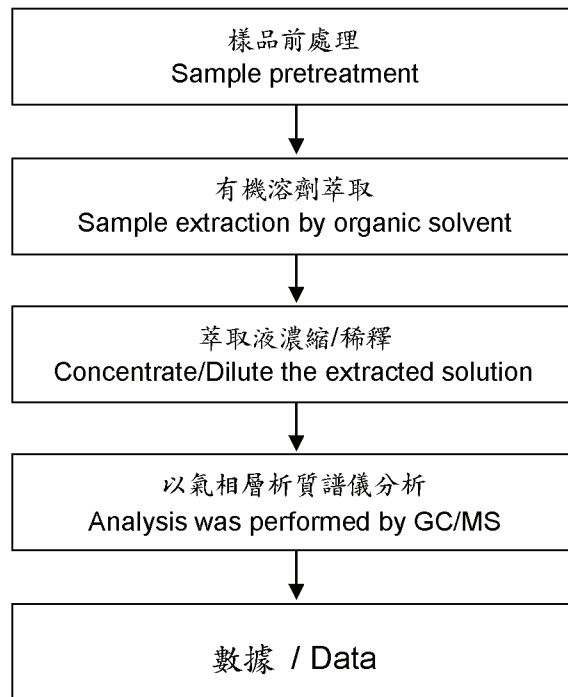 樣品前處理
Sample pretreatment
有機溶劑萃取
Sample extraction by organic solvent
萃取液濃縮/稀釋
Concentrate/Dilute the extracted solution
以氣相層析質譜儀分析
Analysis was performed by GC/MS
數據 / Data